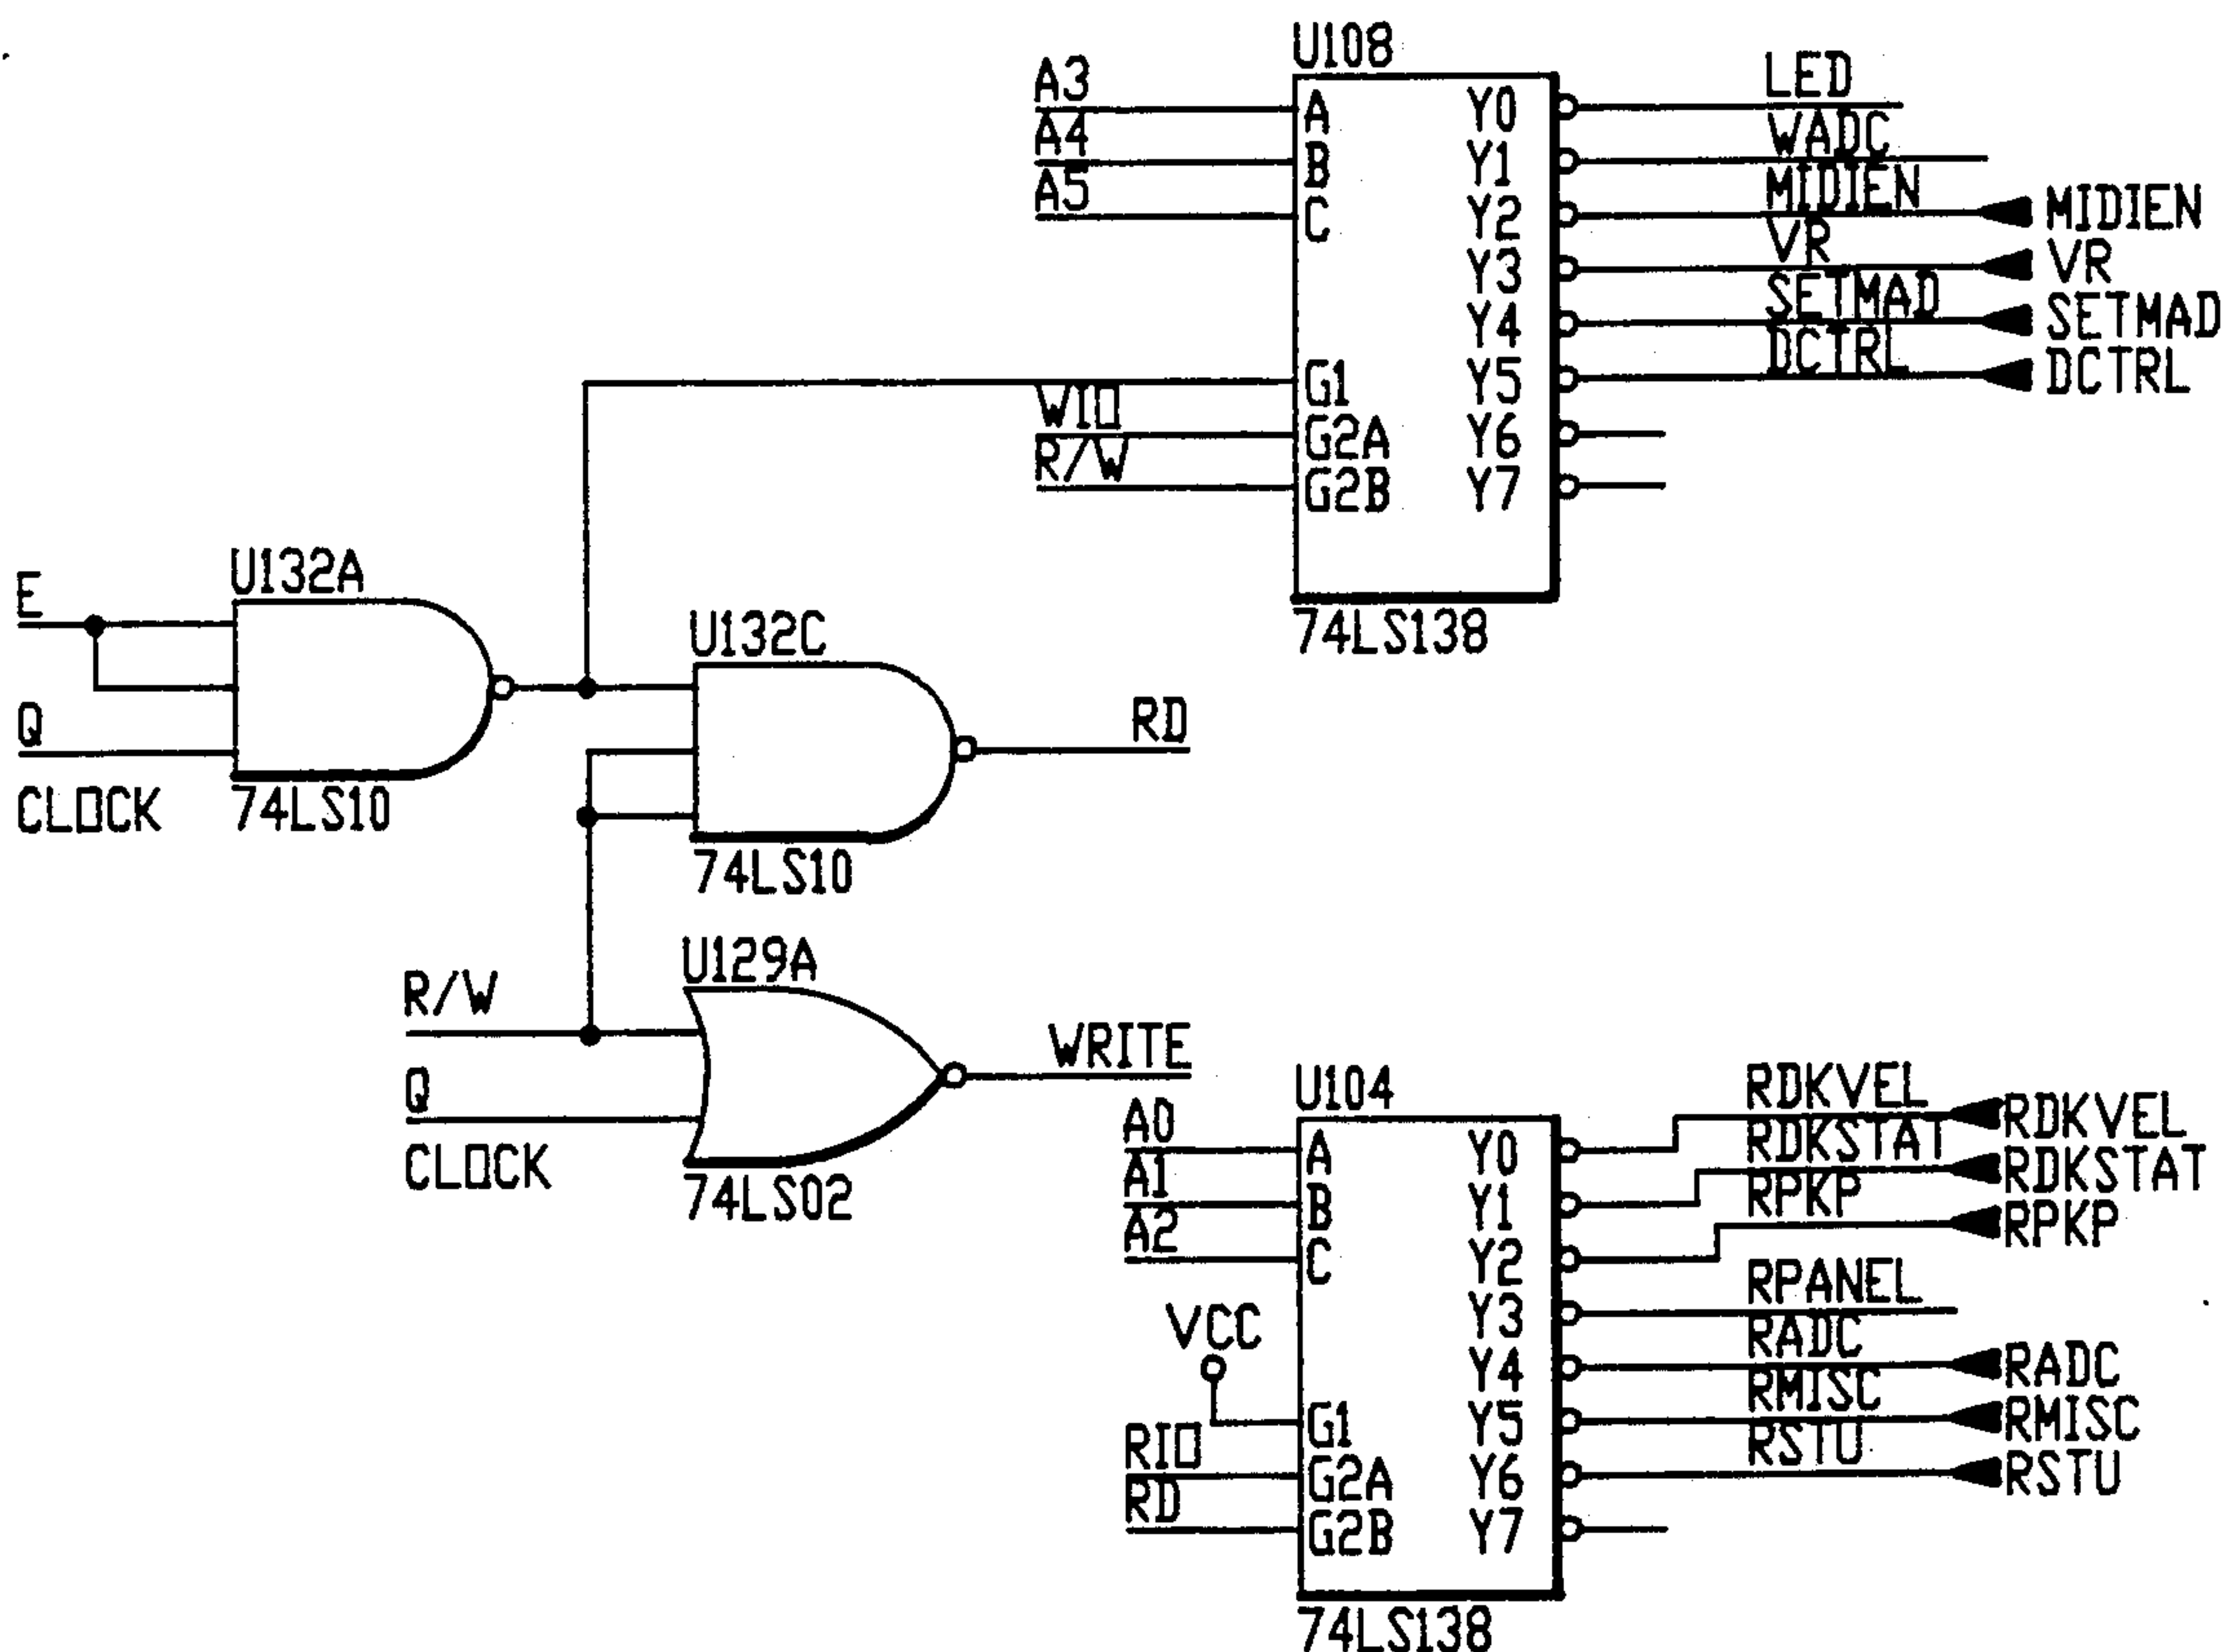 U108
A3
A4
A5
A
B
C
G1
WIO
G2A
R/W
G2B
Y0
Y1
Y2
Y3
Y4
Y5
Y6
Y7
LED
WADC
MIDIEN
MIDIEN
VR
VR
SETMAD
SETMAD
DCTRL
DCTRL
74LS138
E
U132A
Q
CLOCK
74LS10
U132C
RD
74LS10
R/W
U129A
Q
CLOCK
WRITE
74LS02
U104
A0
A1
A2
A
B
C
VCC
G1
RIO
G2A
RD
G2B
Y0
Y1
Y2
Y3
Y4
Y5
Y6
Y7
RDKVEL
RDKVEL
RDKSTAT
RDKSTAT
RPKP
RPKP
RPANEL
RADC
RADC
RMISC
RMISC
RSTU
RSTU
74LS138